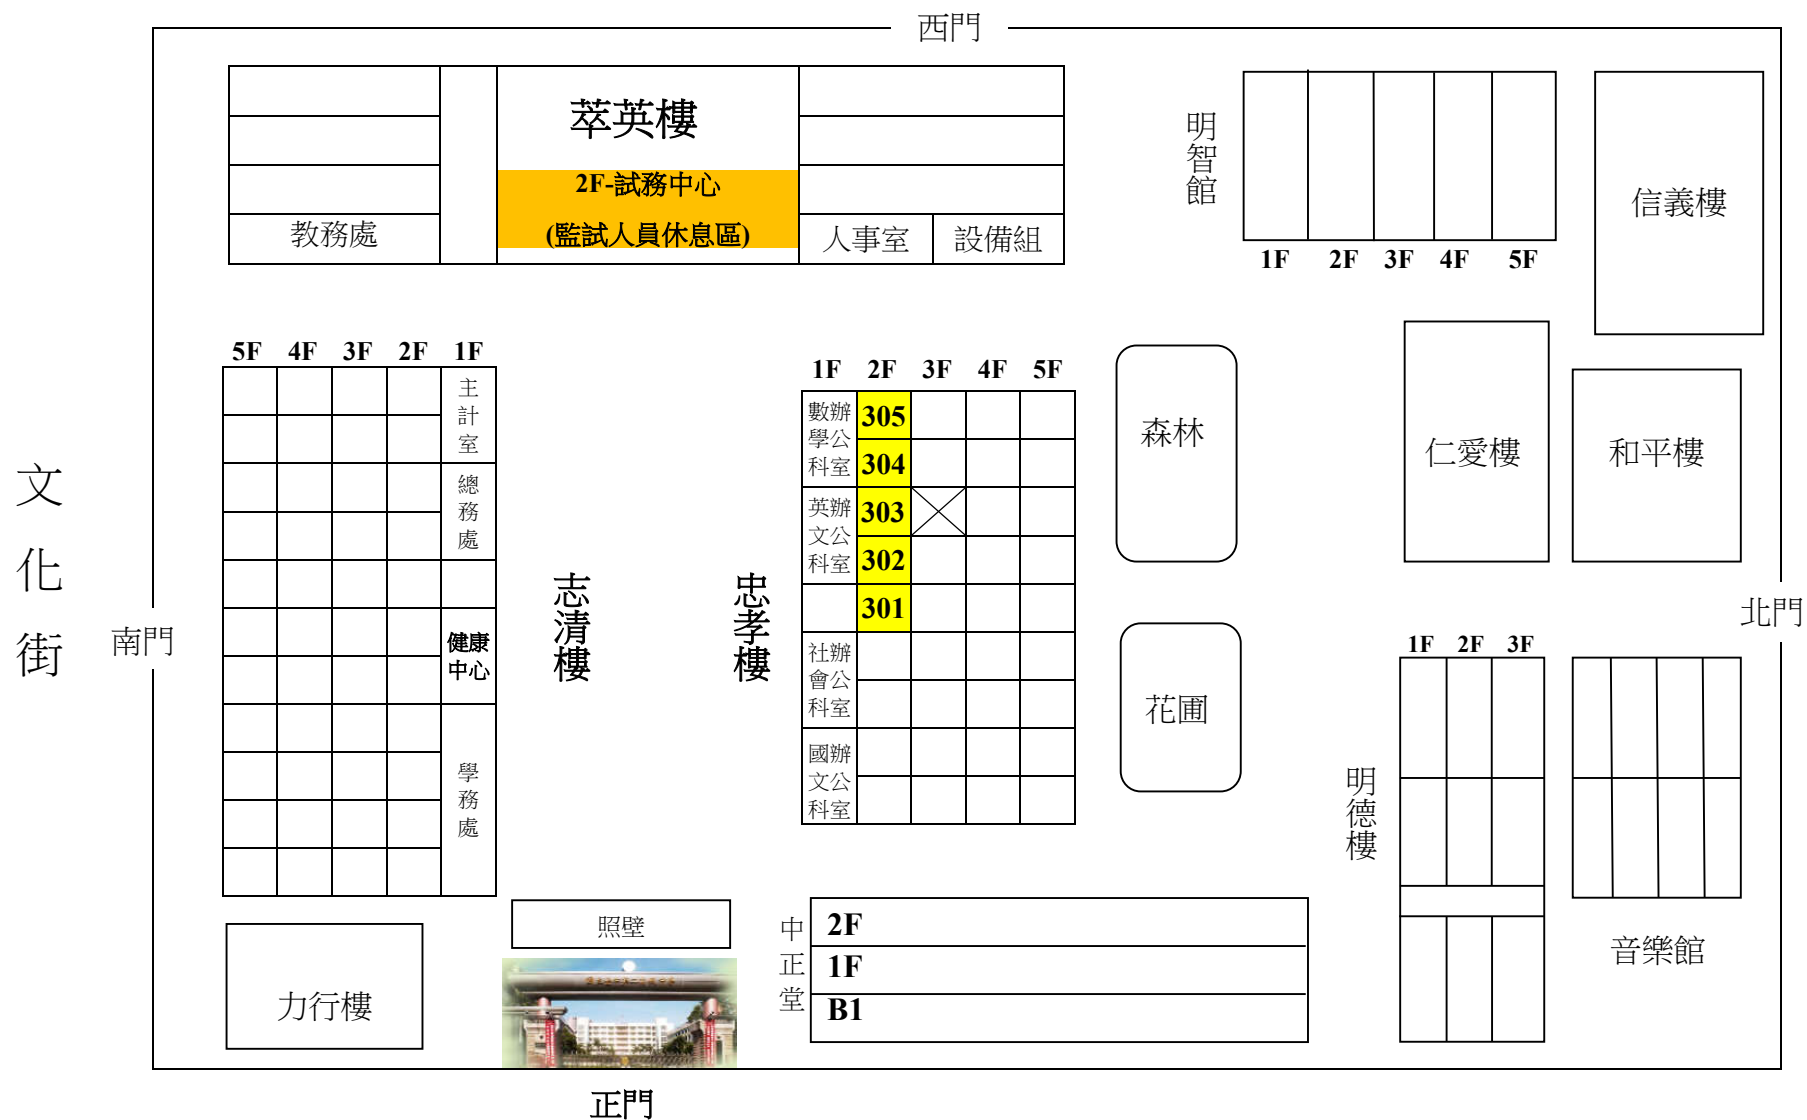 西門
萃英樓
2F-試務中心
(監試人員休息區)
教務處
人事室
設備組
明智館
1F 2F 3F 4F 5F
信義樓
5F 4F 3F 2F 1F
主計室
總務處
健康
中心
學務處
志清樓
忠孝樓
1F 2F 3F 4F 5F
數學科辦公室
英文科辦公室
社會科辦公室
國文科辦公室
305
304
303
302
301
森林
花圃
仁愛樓
和平樓
文化街
南門
北門
1F 2F 3F
明德樓
音樂館
力行樓
照壁
中正堂
2F
1F
B1
正門